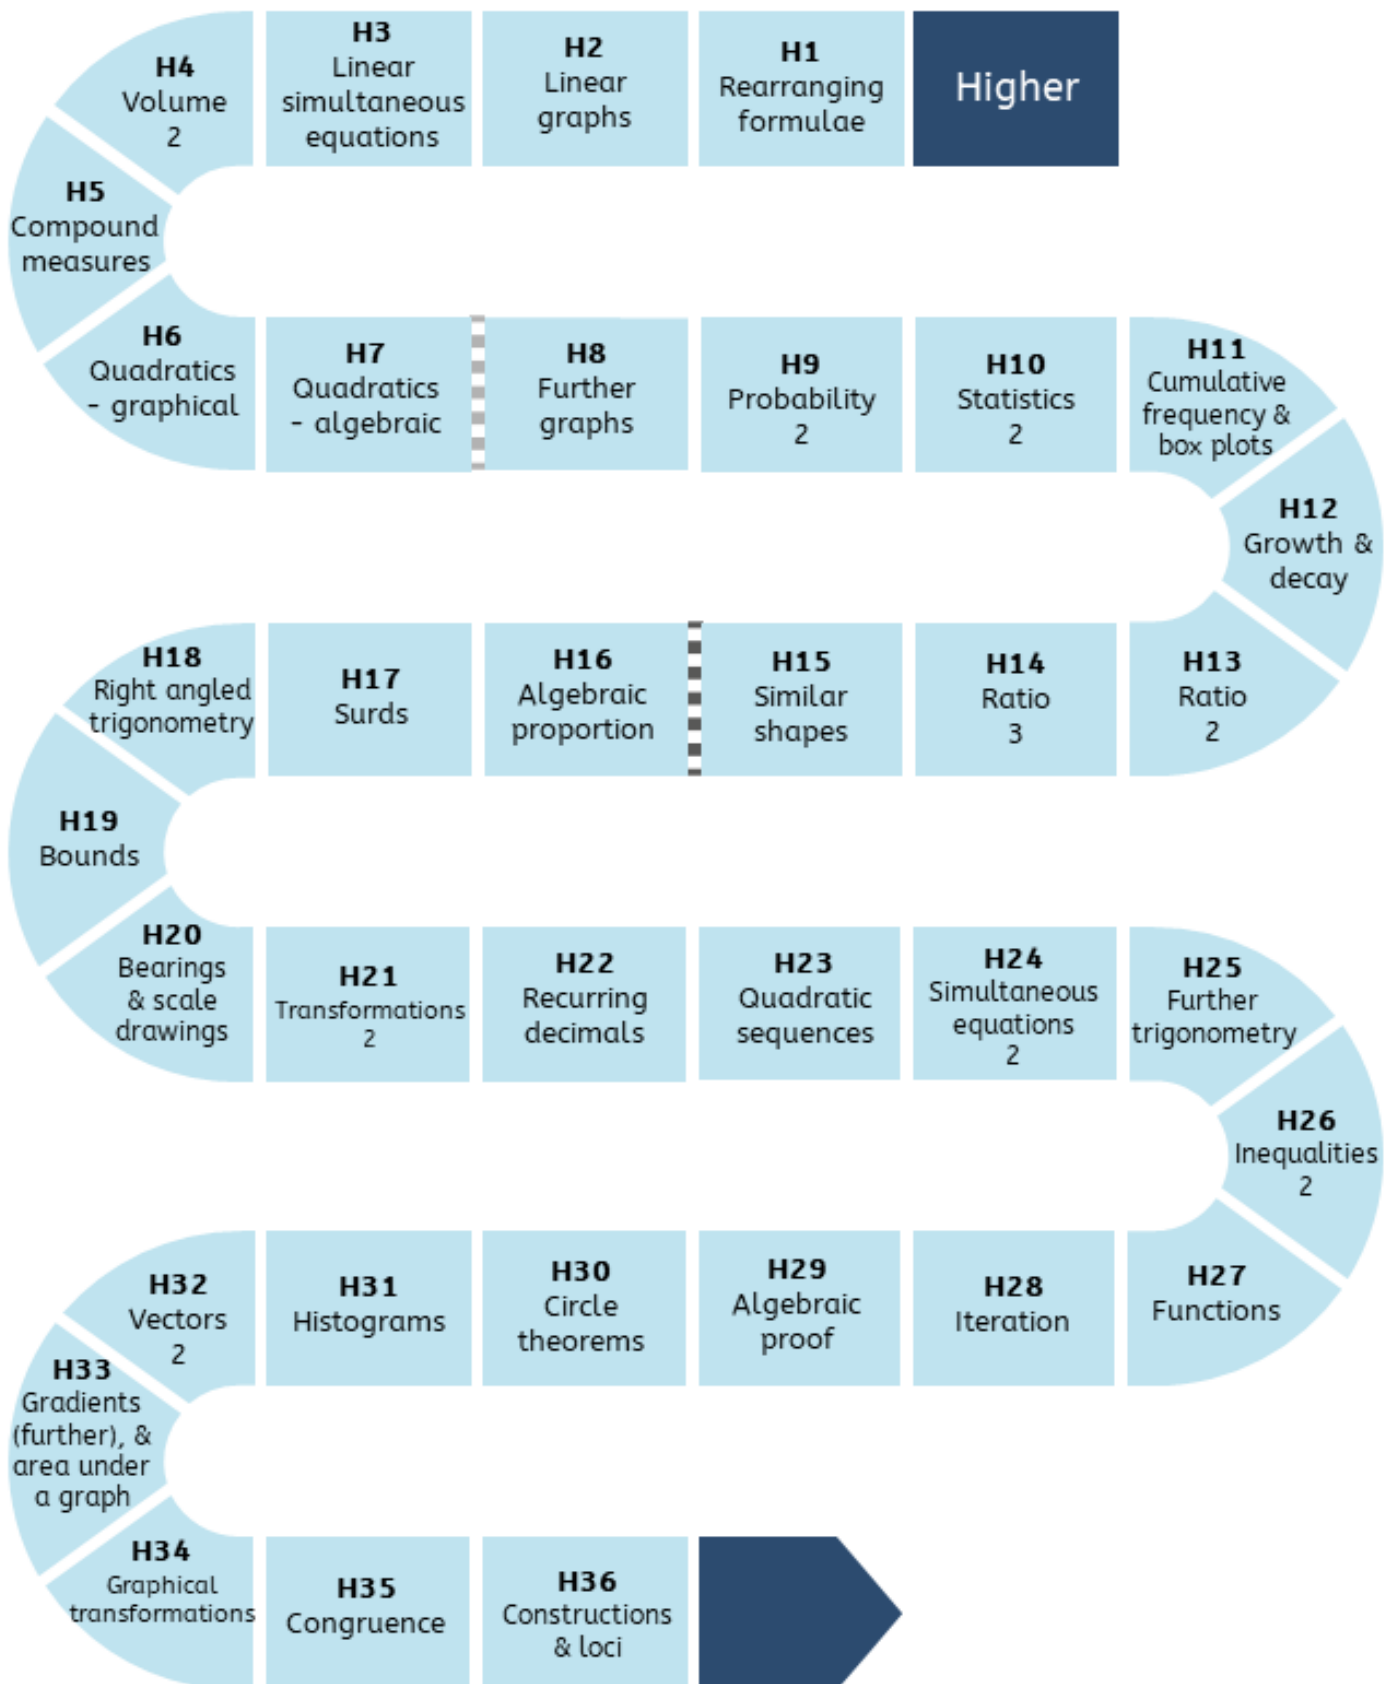 Higher
H1
Rearranging
formulae
H2
Linear
graphs
H3
Linear
simultaneous
equations
H4
Volume
2
H5
Compound
measures
H6
Quadratics
- graphical
H7
Quadratics
- algebraic
H8
Further
graphs
H9
Probability
2
H10
Statistics
2
H11
Cumulative
frequency &
box plots
H12
Growth &
decay
H13
Ratio
2
H14
Ratio
3
H15
Similar
shapes
H16
Algebraic
proportion
H17
Surds
H18
Right angled
trigonometry
H19
Bounds
H20
Bearings
& scale
drawings
H21
Transformations
2
H22
Recurring
decimals
H23
Quadratic
sequences
H24
Simultaneous
equations
2
H25
Further
trigonometry
H26
Inequalities
2
H27
Functions
H28
Iteration
H29
Algebraic
proof
H30
Circle
theorems
H31
Histograms
H32
Vectors
2
H33
Gradients
(further), &
area under
a graph
H34
Graphical
transformations
H35
Congruence
H36
Constructions
& loci